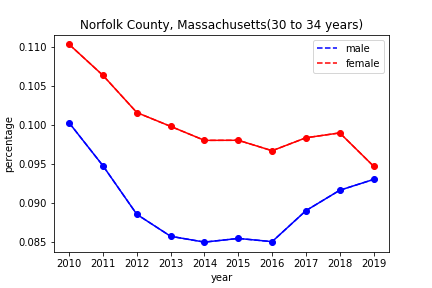 Norfolk County, Massachusetts(30 to 34 years)
male
female
percentage
0.110
0.105
0.100
0.095
0.090
0.085
2010 2011 2012 2013 2014 2015 2016 2017 2018 2019
year